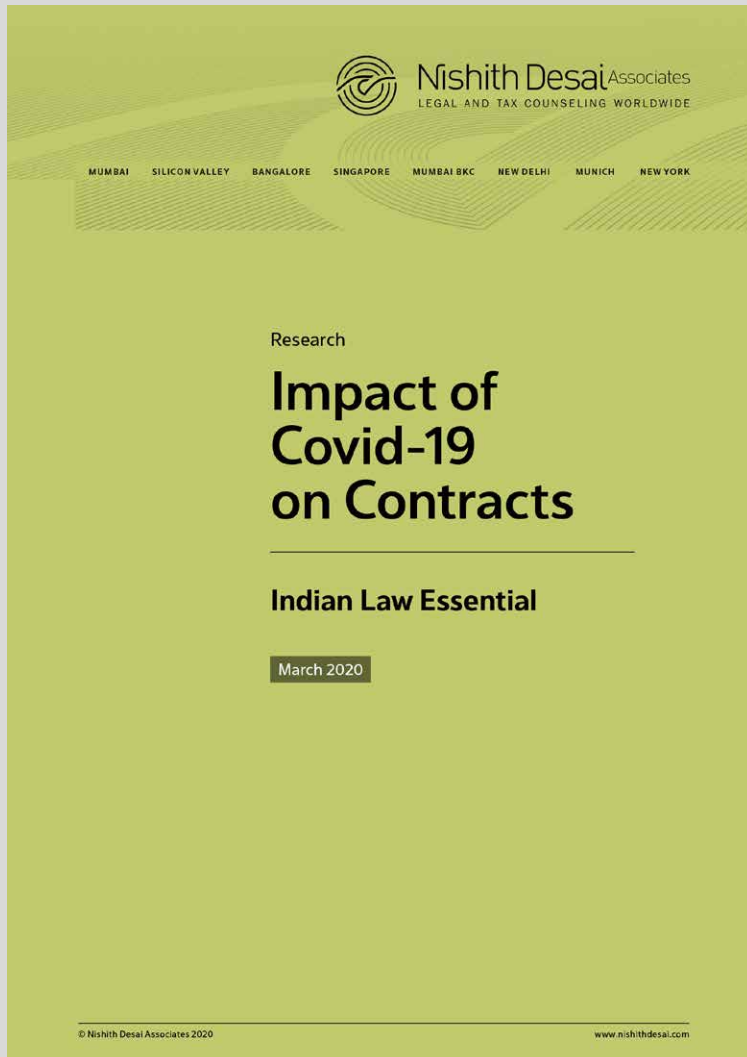 Nishith Desai Associates
LEGAL AND TAX COUNSELING WORLDWIDE
MUMBAI SILICON VALLEY BANGALORE SINGAPORE MUMBAI BKC NEW DELHI MUNICH NEW YORK
Research
Impact of
Covid-19
on Contracts
Indian Law Essential
March 2020
© Nishith Desai Associates 2020 www.nishithdesai.com